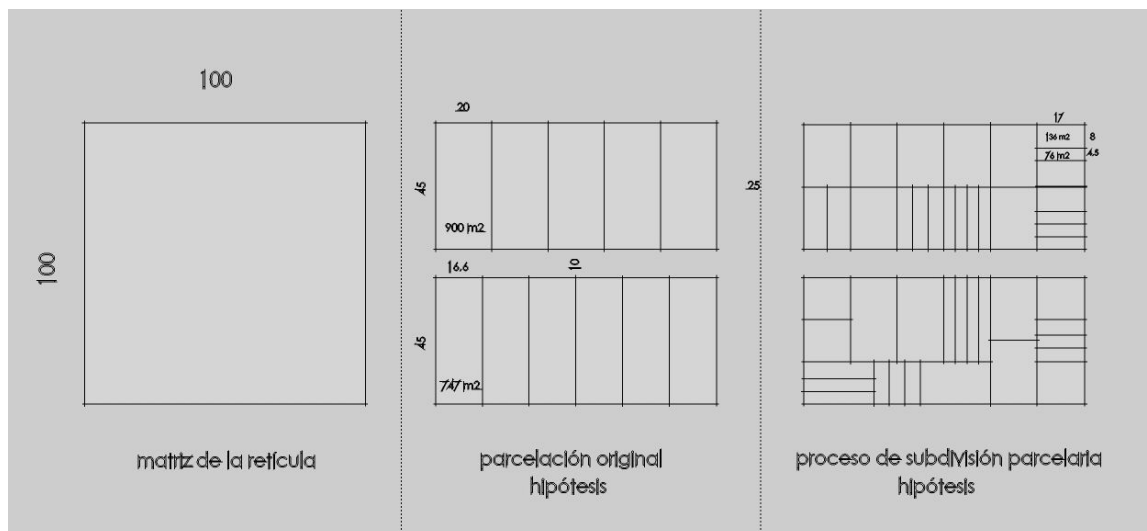 100
100
matriz de la retícula
.20
.45
900 m2
16.6
10
.45
747 m2
parcelación original
hipótesis
17
136 m2
8
76 m2
4.5
.25
proceso de subdivisión parcelaria
hipótesis